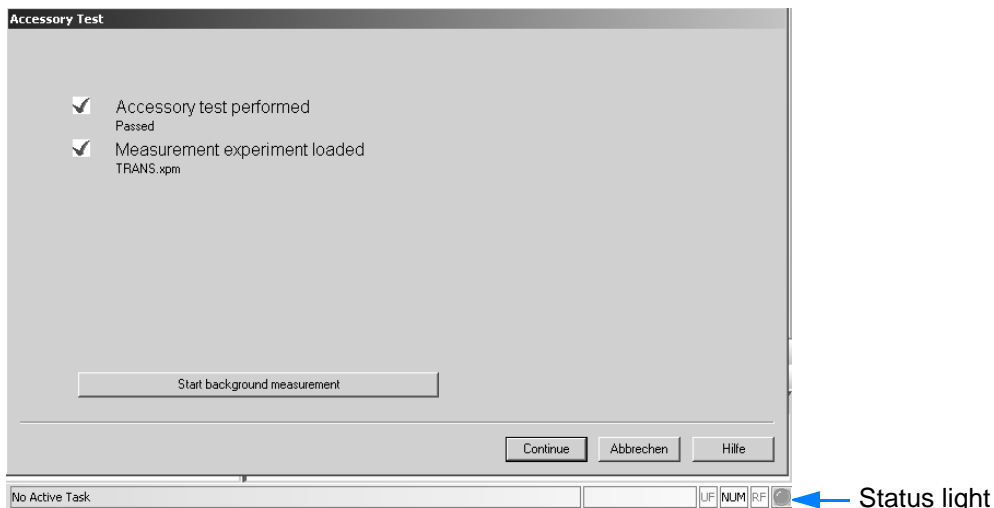 Accessory Test
Accessory test performed
Passed
Measurement experiment loaded
TRANS.xpm
Start background measurement
Continue Abbrechen Hilfe
No Active Task UF NUM RF Status light